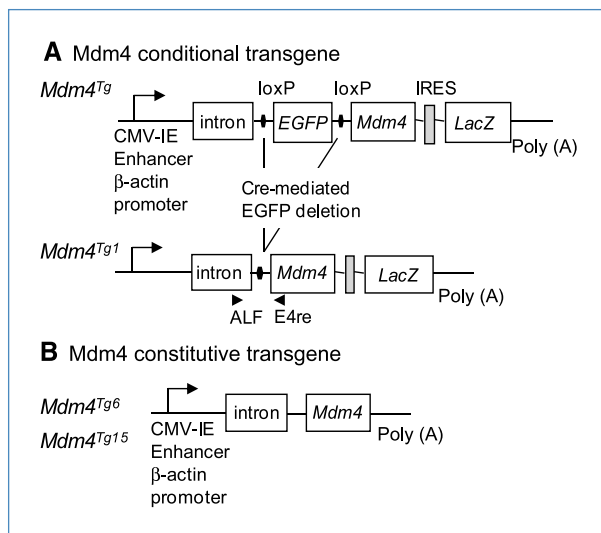 A Mdm4 conditional transgene
Mdm4Tg
loxP loxP IRES
intron EGFP Mdm4 LacZ
CMV-IE
Enhancer
β-actin
promoter
Poly (A)
Cre-mediated
EGFP deletion
Mdm4Tg1
intron Mdm4 LacZ
Poly (A)
ALF E4re
B Mdm4 constitutive transgene
Mdm4Tg6
Mdm4Tg15
intron Mdm4
CMV-IE
Enhancer
β-actin
promoter
Poly (A)